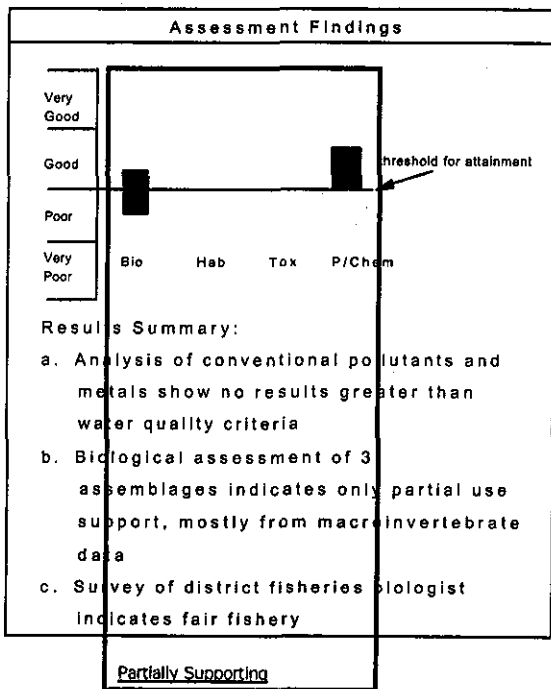 Assessment Findings
Very
Good
Good
threshold for attainment
Poor
Very
Poor
Bio Hab Tox P/Chem
Results Summary:
a. Analysis of conventional pollutants and
metals show no results greater than
water quality criteria
b. Biological assessment of 3
assemblages indicates only partial use
support, mostly from macroinvertebrate
data
c. Survey of district fisheries biologist
indicates fair fishery
Partially Supporting